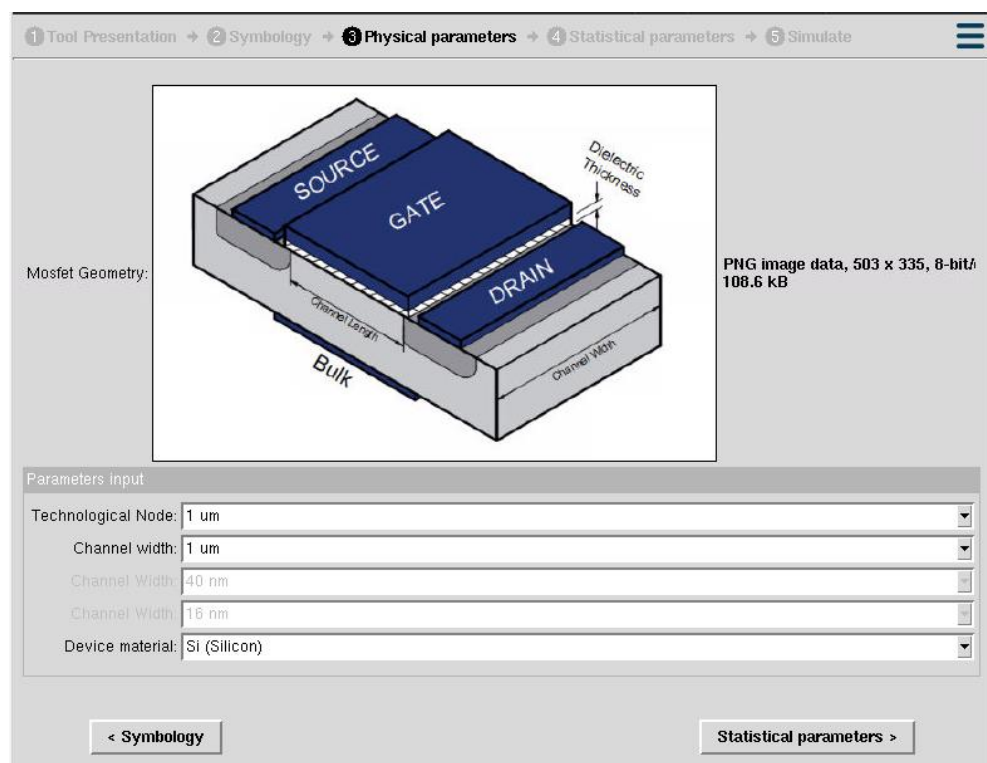 1 Tool Presentation → 2 Symbology → 3 Physical parameters → 4 Statistical parameters → 5 Simulate
SOURCE
GATE
Dielectric
Thickness
Mosfet Geometry:
DRAIN
PNG image data, 503 x 335, 8-bit/
108.6 kB
Channel Length
Channel Width
Bulk
Parameters input
Technological Node: 1 um
Channel width: 1 um
Channel Width: 40 nm
Channel Width: 16 nm
Device material: Si (Silicon)
< Symbology
Statistical parameters >